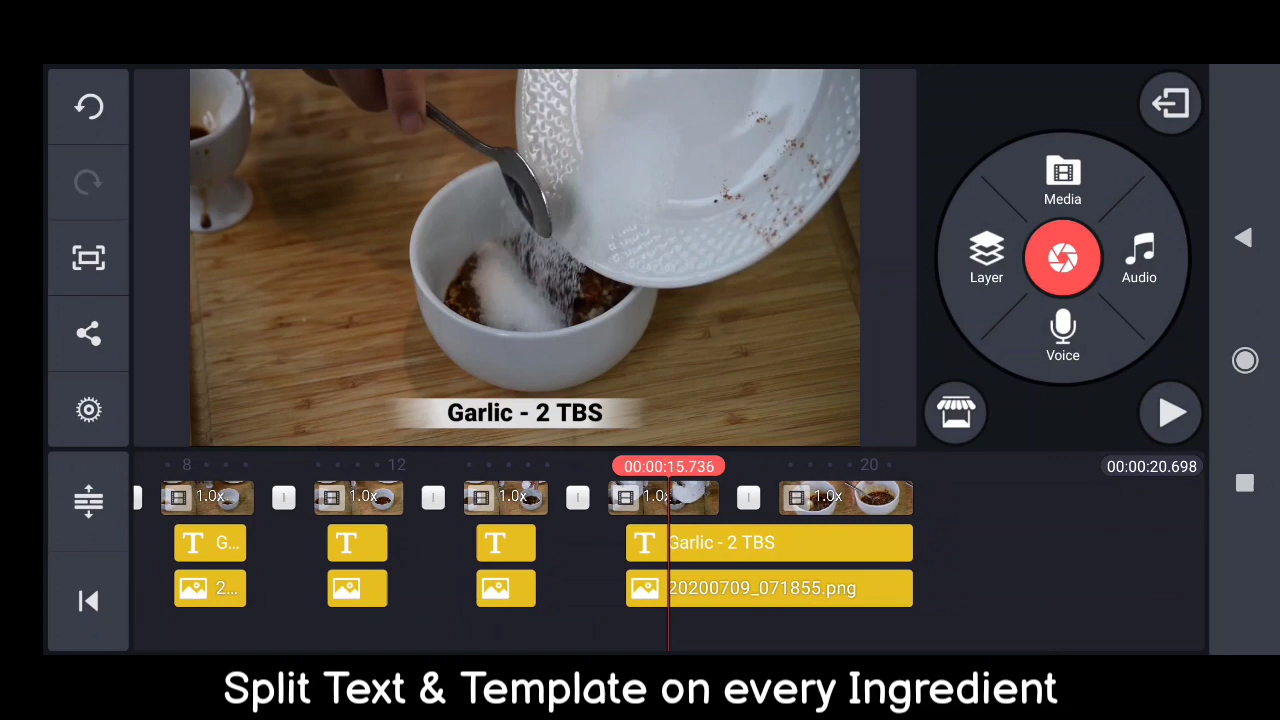 Media
Layer
Audio
Voice
Garlic - 2 TBS
8
12
00:00:15.736
20
00:00:20.698
1.0x
1.0x
1.0x
1.0x
1.0x
T G...
T
T
T Garlic - 2 TBS
2...
20200709_071855.png
Split Text & Template on every Ingredient